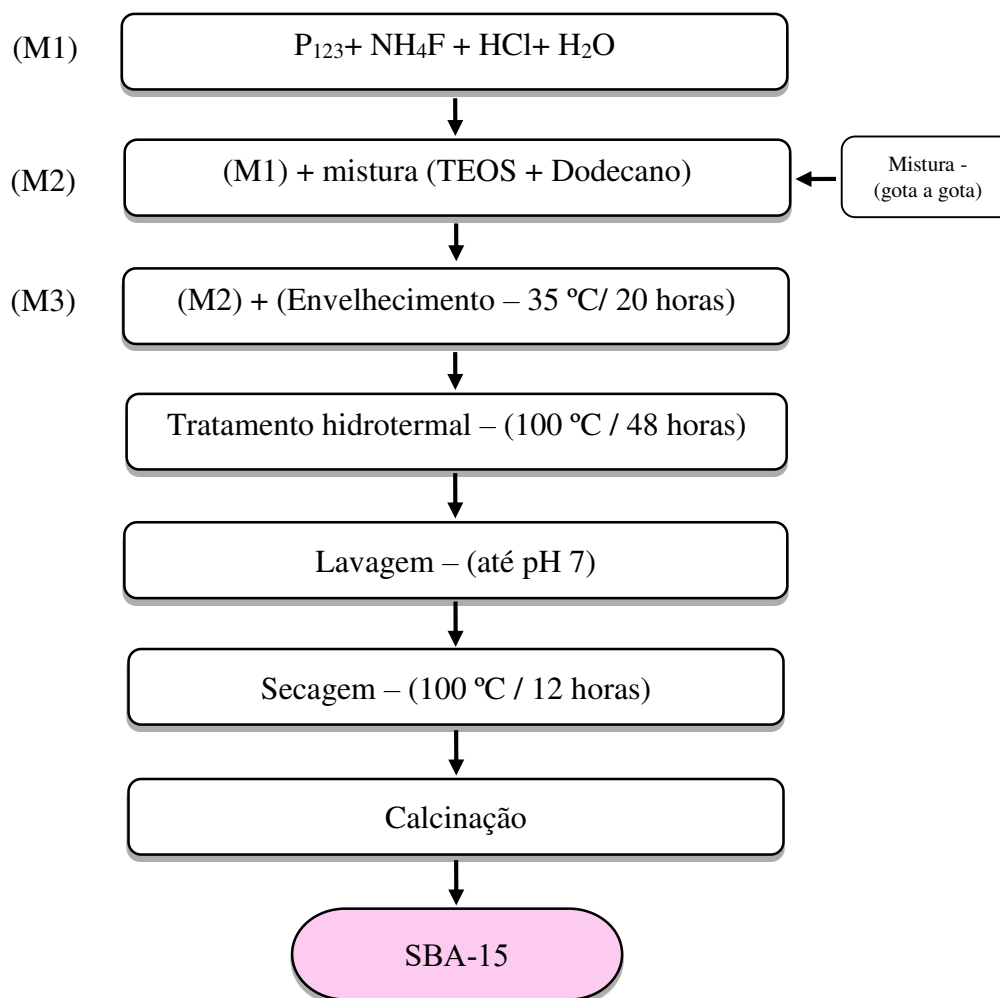 (M1)
P₁₂₃+ NH₄F + HCl+ H₂O
(M2)
(M1) + mistura (TEOS + Dodecano)
Mistura -
(gota a gota)
(M3)
(M2) + (Envelhecimento – 35 ºC/ 20 horas)
Tratamento hidrotermal – (100 ºC / 48 horas)
Lavagem – (até pH 7)
Secagem – (100 ºC / 12 horas)
Calcinação
SBA-15